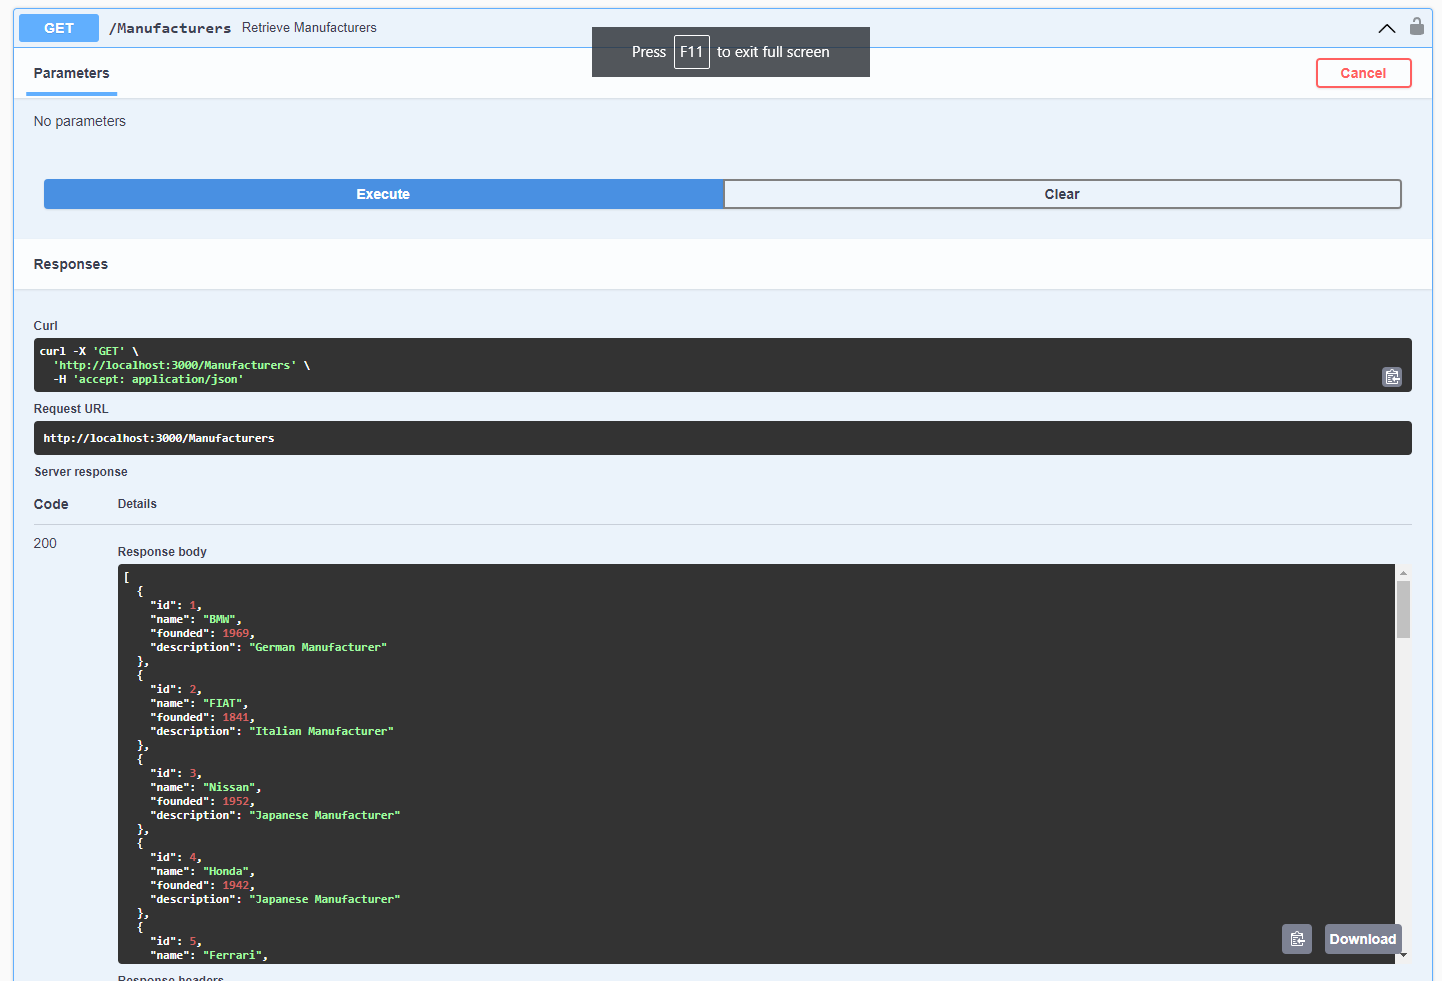 GET /Manufacturers Retrieve Manufacturers
Press F11 to exit full screen
Parameters
Cancel
No parameters
Execute
Clear
Responses
Curl
curl -X 'GET' \
  'http://localhost:3000/Manufacturers' \
  -H 'accept: application/json'
Request URL
http://localhost:3000/Manufacturers
Server response
Code Details
200
Response body
[
  {
    "id": 1,
    "name": "BMW",
    "founded": 1969,
    "description": "German Manufacturer"
  },
  {
    "id": 2,
    "name": "FIAT",
    "founded": 1841,
    "description": "Italian Manufacturer"
  },
  {
    "id": 3,
    "name": "Nissan",
    "founded": 1952,
    "description": "Japanese Manufacturer"
  },
  {
    "id": 4,
    "name": "Honda",
    "founded": 1942,
    "description": "Japanese Manufacturer"
  },
  {
    "id": 5,
    "name": "Ferrari",
Download
Response headers